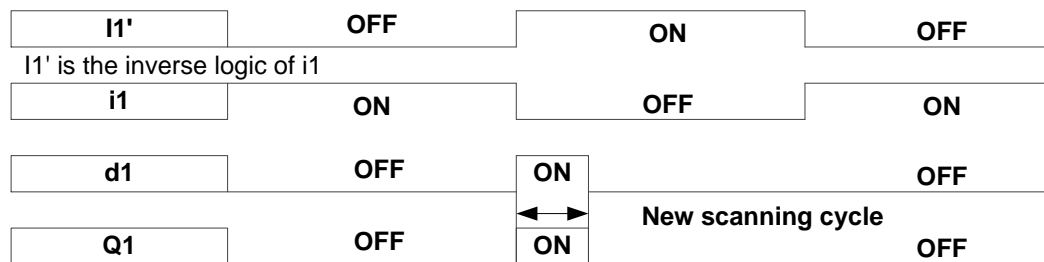 I1' OFF ON OFF
I1' is the inverse logic of i1
i1 ON OFF ON
d1 OFF ON OFF
New scanning cycle
Q1 OFF ON OFF